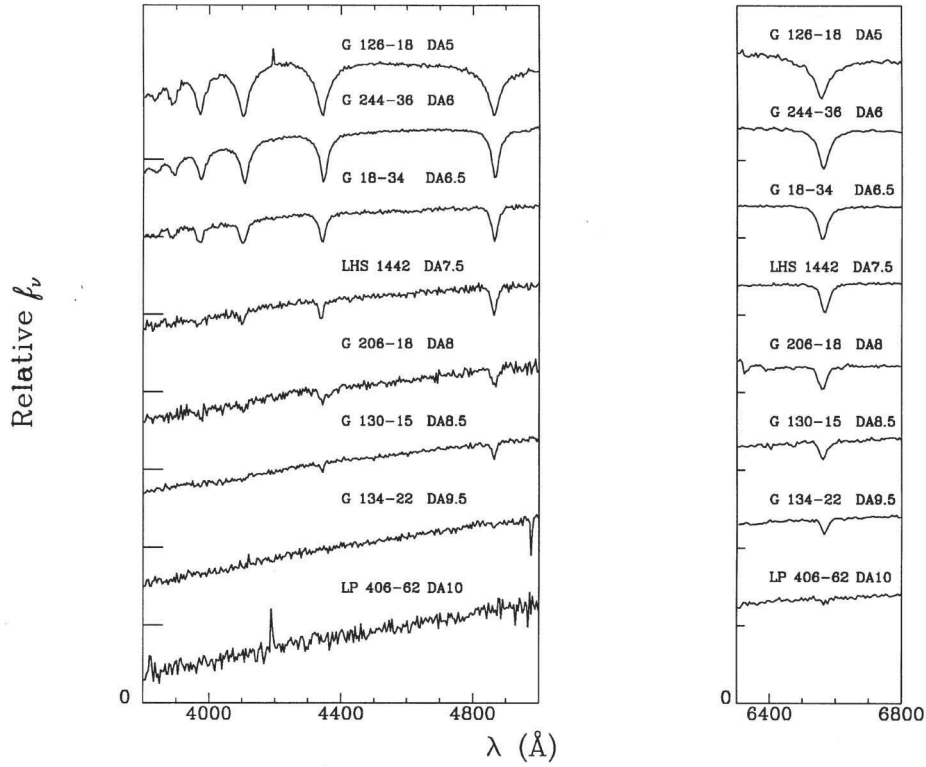 G 126-18 DA5
G 244-36 DA6
G 18-34 DA6.5
LHS 1442 DA7.5
G 206-18 DA8
G 130-15 DA8.5
G 134-22 DA9.5
LP 406-62 DA10
Relative fν
0
4000 4400 4800
G 126-18 DA5
G 244-36 DA6
G 18-34 DA6.5
LHS 1442 DA7.5
G 206-18 DA8
G 130-15 DA8.5
G 134-22 DA9.5
LP 406-62 DA10
0
6400 6800
λ (Å)